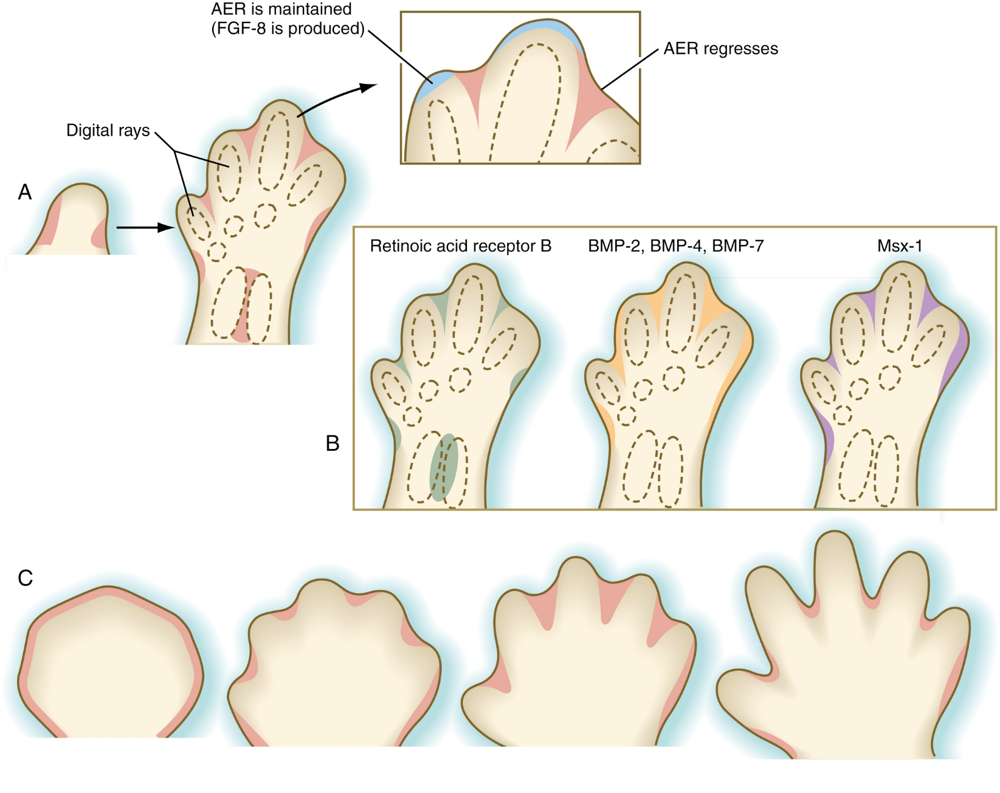 AER is maintained
(FGF-8 is produced)
AER regresses
Digital rays
A
Retinoic acid receptor B
BMP-2, BMP-4, BMP-7
Msx-1
B
C